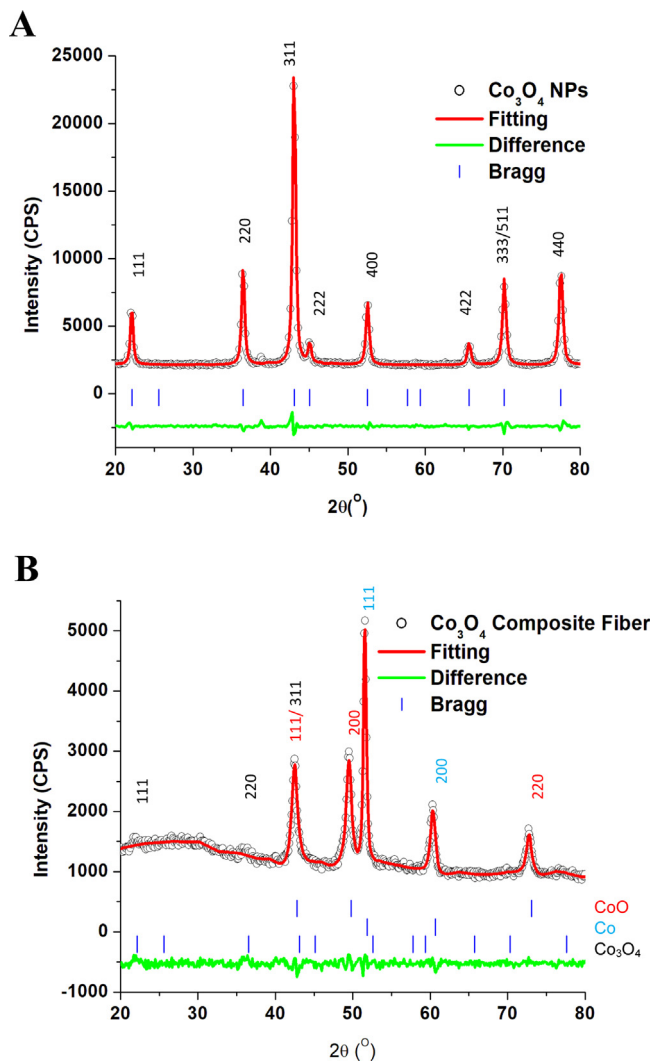 A
25000
20000
15000
10000
5000
0
Intensity (CPS)
111
220
311
222
400
422
333/511
440
Co₃O₄ NPs
Fitting
Difference
Bragg
20 30 40 50 60 70 80
2θ(°)
B
5000
4000
3000
2000
1000
0
-1000
Intensity (CPS)
111
220
111/ 311
200
111
200
220
Co₃O₄ Composite Fiber
Fitting
Difference
Bragg
CoO
Co
Co₃O₄
20 30 40 50 60 70 80
2θ (°)